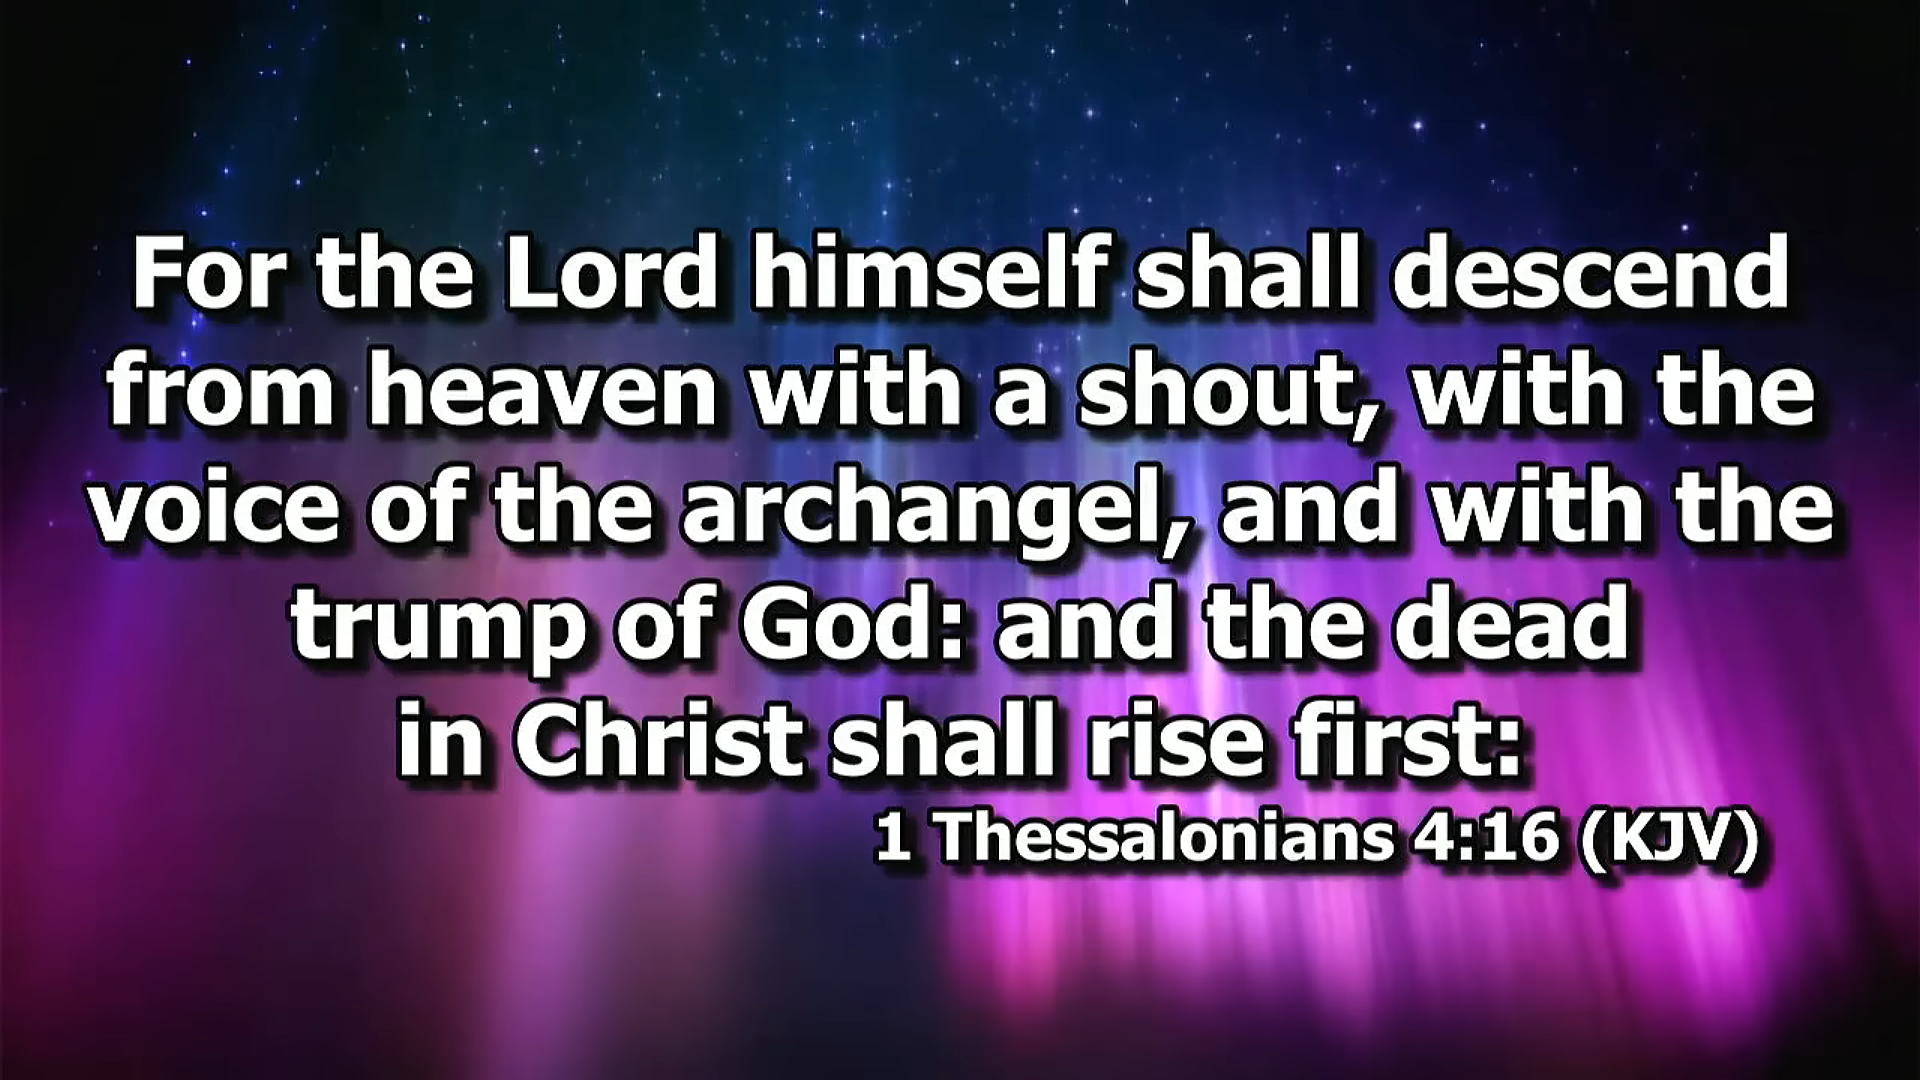 For the Lord himself shall descend
from heaven with a shout, with the
voice of the archangel, and with the
trump of God: and the dead
in Christ shall rise first:
1 Thessalonians 4:16 (KJV)